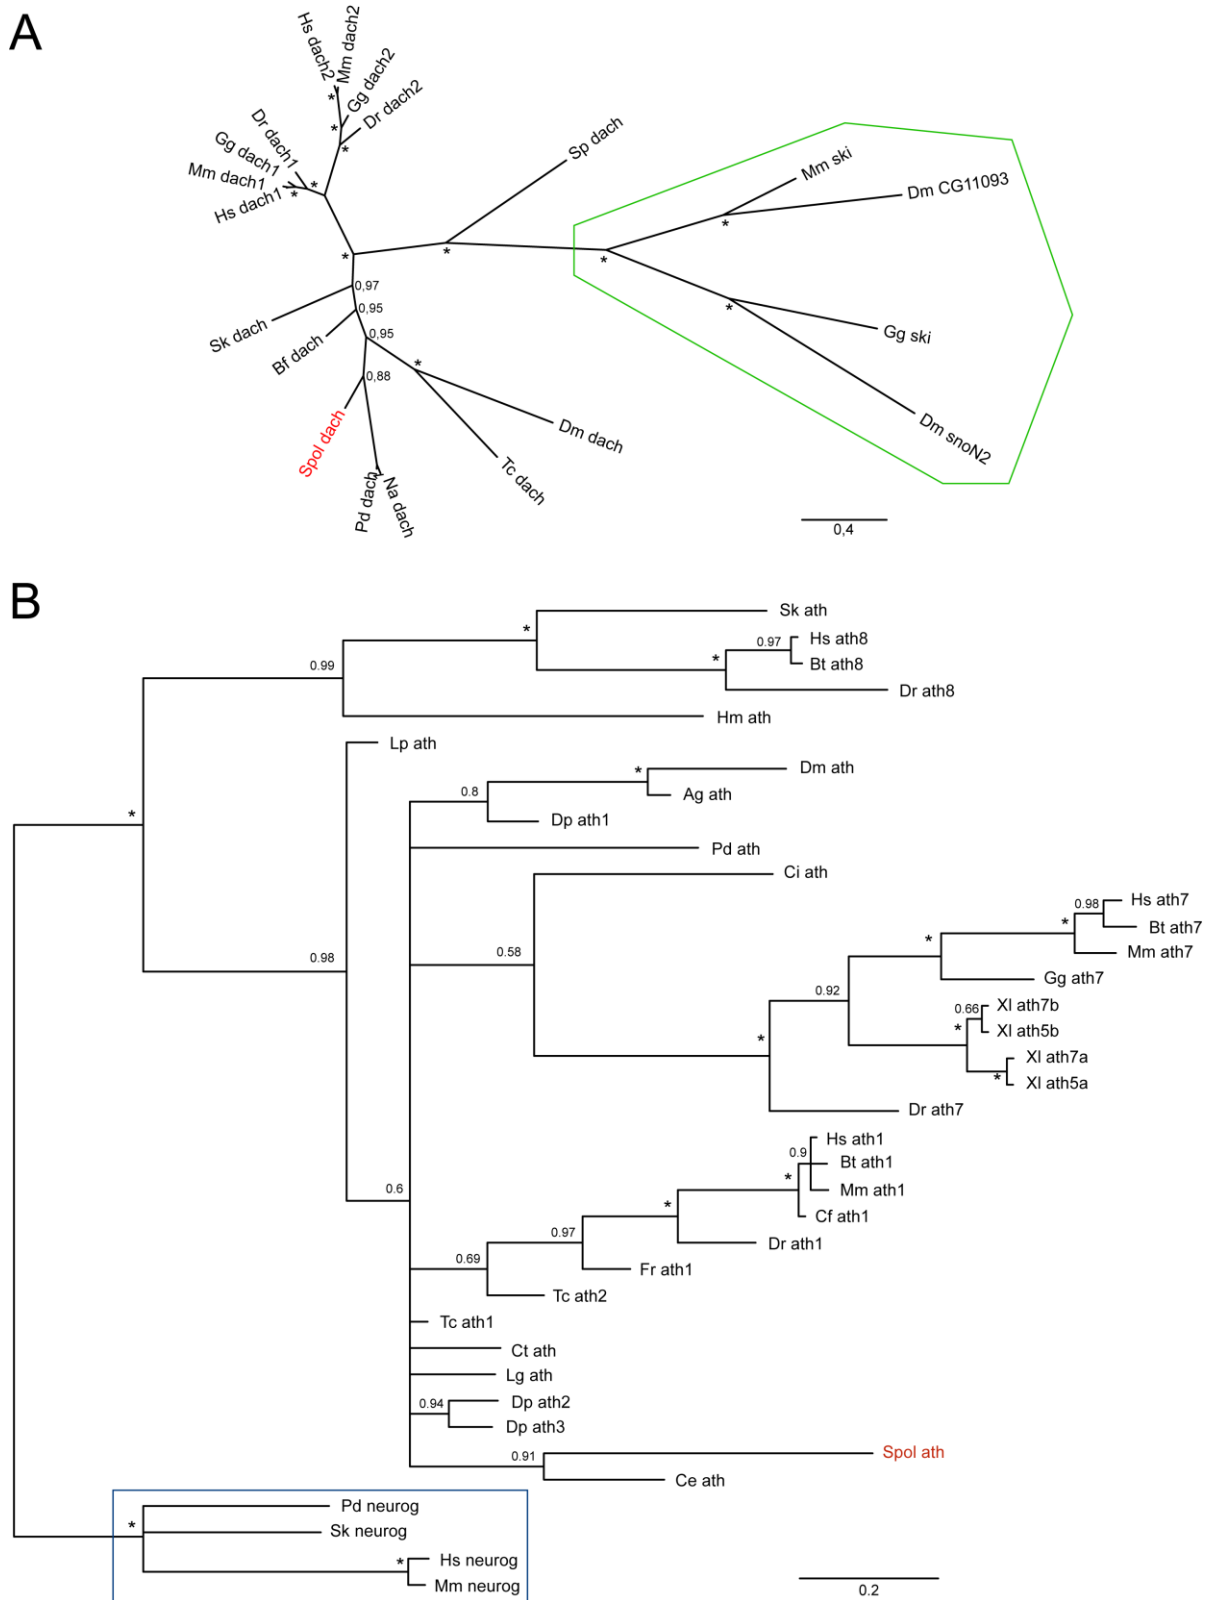 A
Hs dach2
Mm dach2
Gg dach2
Dr dach2
*
*
*
Dr dach1
Gg dach1
Mm dach1
Hs dach1
*
*
Sp dach
*
*
*
Mm ski
*
Dm CG11093
Gg ski
*
Dm snoN2
0,97
Sk dach
0,95
Bf dach
0,95
*
0,88
Spol dach
Dm dach
Tc dach
Pd dach
Na dach
0,4
B
Sk ath
*
0.97
Hs ath8
Bt ath8
*
0.99
Dr ath8
Hm ath
Lp ath
*
Dm ath
0.8
Ag ath
*
Dp ath1
Pd ath
Ci ath
0.98
Hs ath7
*
Bt ath7
*
Mm ath7
0.98
0.58
Gg ath7
0.92
0.66
Xl ath7b
*
Xl ath5b
*
Xl ath7a
*
Xl ath5a
Dr ath7
Hs ath1
0.9
Bt ath1
*
0.6
Mm ath1
*
Cf ath1
0.97
Dr ath1
0.69
Fr ath1
Tc ath2
Tc ath1
Ct ath
Lg ath
0.94
Dp ath2
Dp ath3
0.91
Spol ath
Ce ath
Pd neurog
*
Sk neurog
*
Hs neurog
Mm neurog
0.2